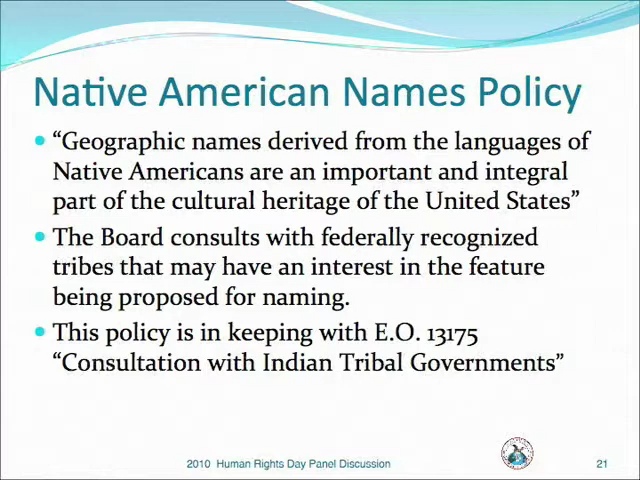 Native American Names Policy
• “Geographic names derived from the languages of
Native Americans are an important and integral
part of the cultural heritage of the United States”
• The Board consults with federally recognized
tribes that may have an interest in the feature
being proposed for naming.
• This policy is in keeping with E.O. 13175
“Consultation with Indian Tribal Governments”
2010 Human Rights Day Panel Discussion
21